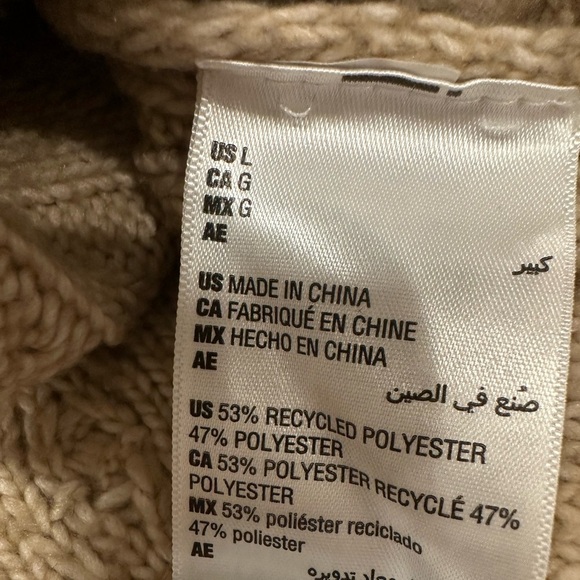 US L
CA G
MX G
AE
كبير
US MADE IN CHINA
CA FABRIQUÉ EN CHINE
MX HECHO EN CHINA
AE
صُنع في الصين
US 53% RECYCLED POLYESTER
47% POLYESTER
CA 53% POLYESTER RECYCLÉ 47%
POLYESTER
MX 53% poliéster reciclado
47% poliester
AE
تدويره